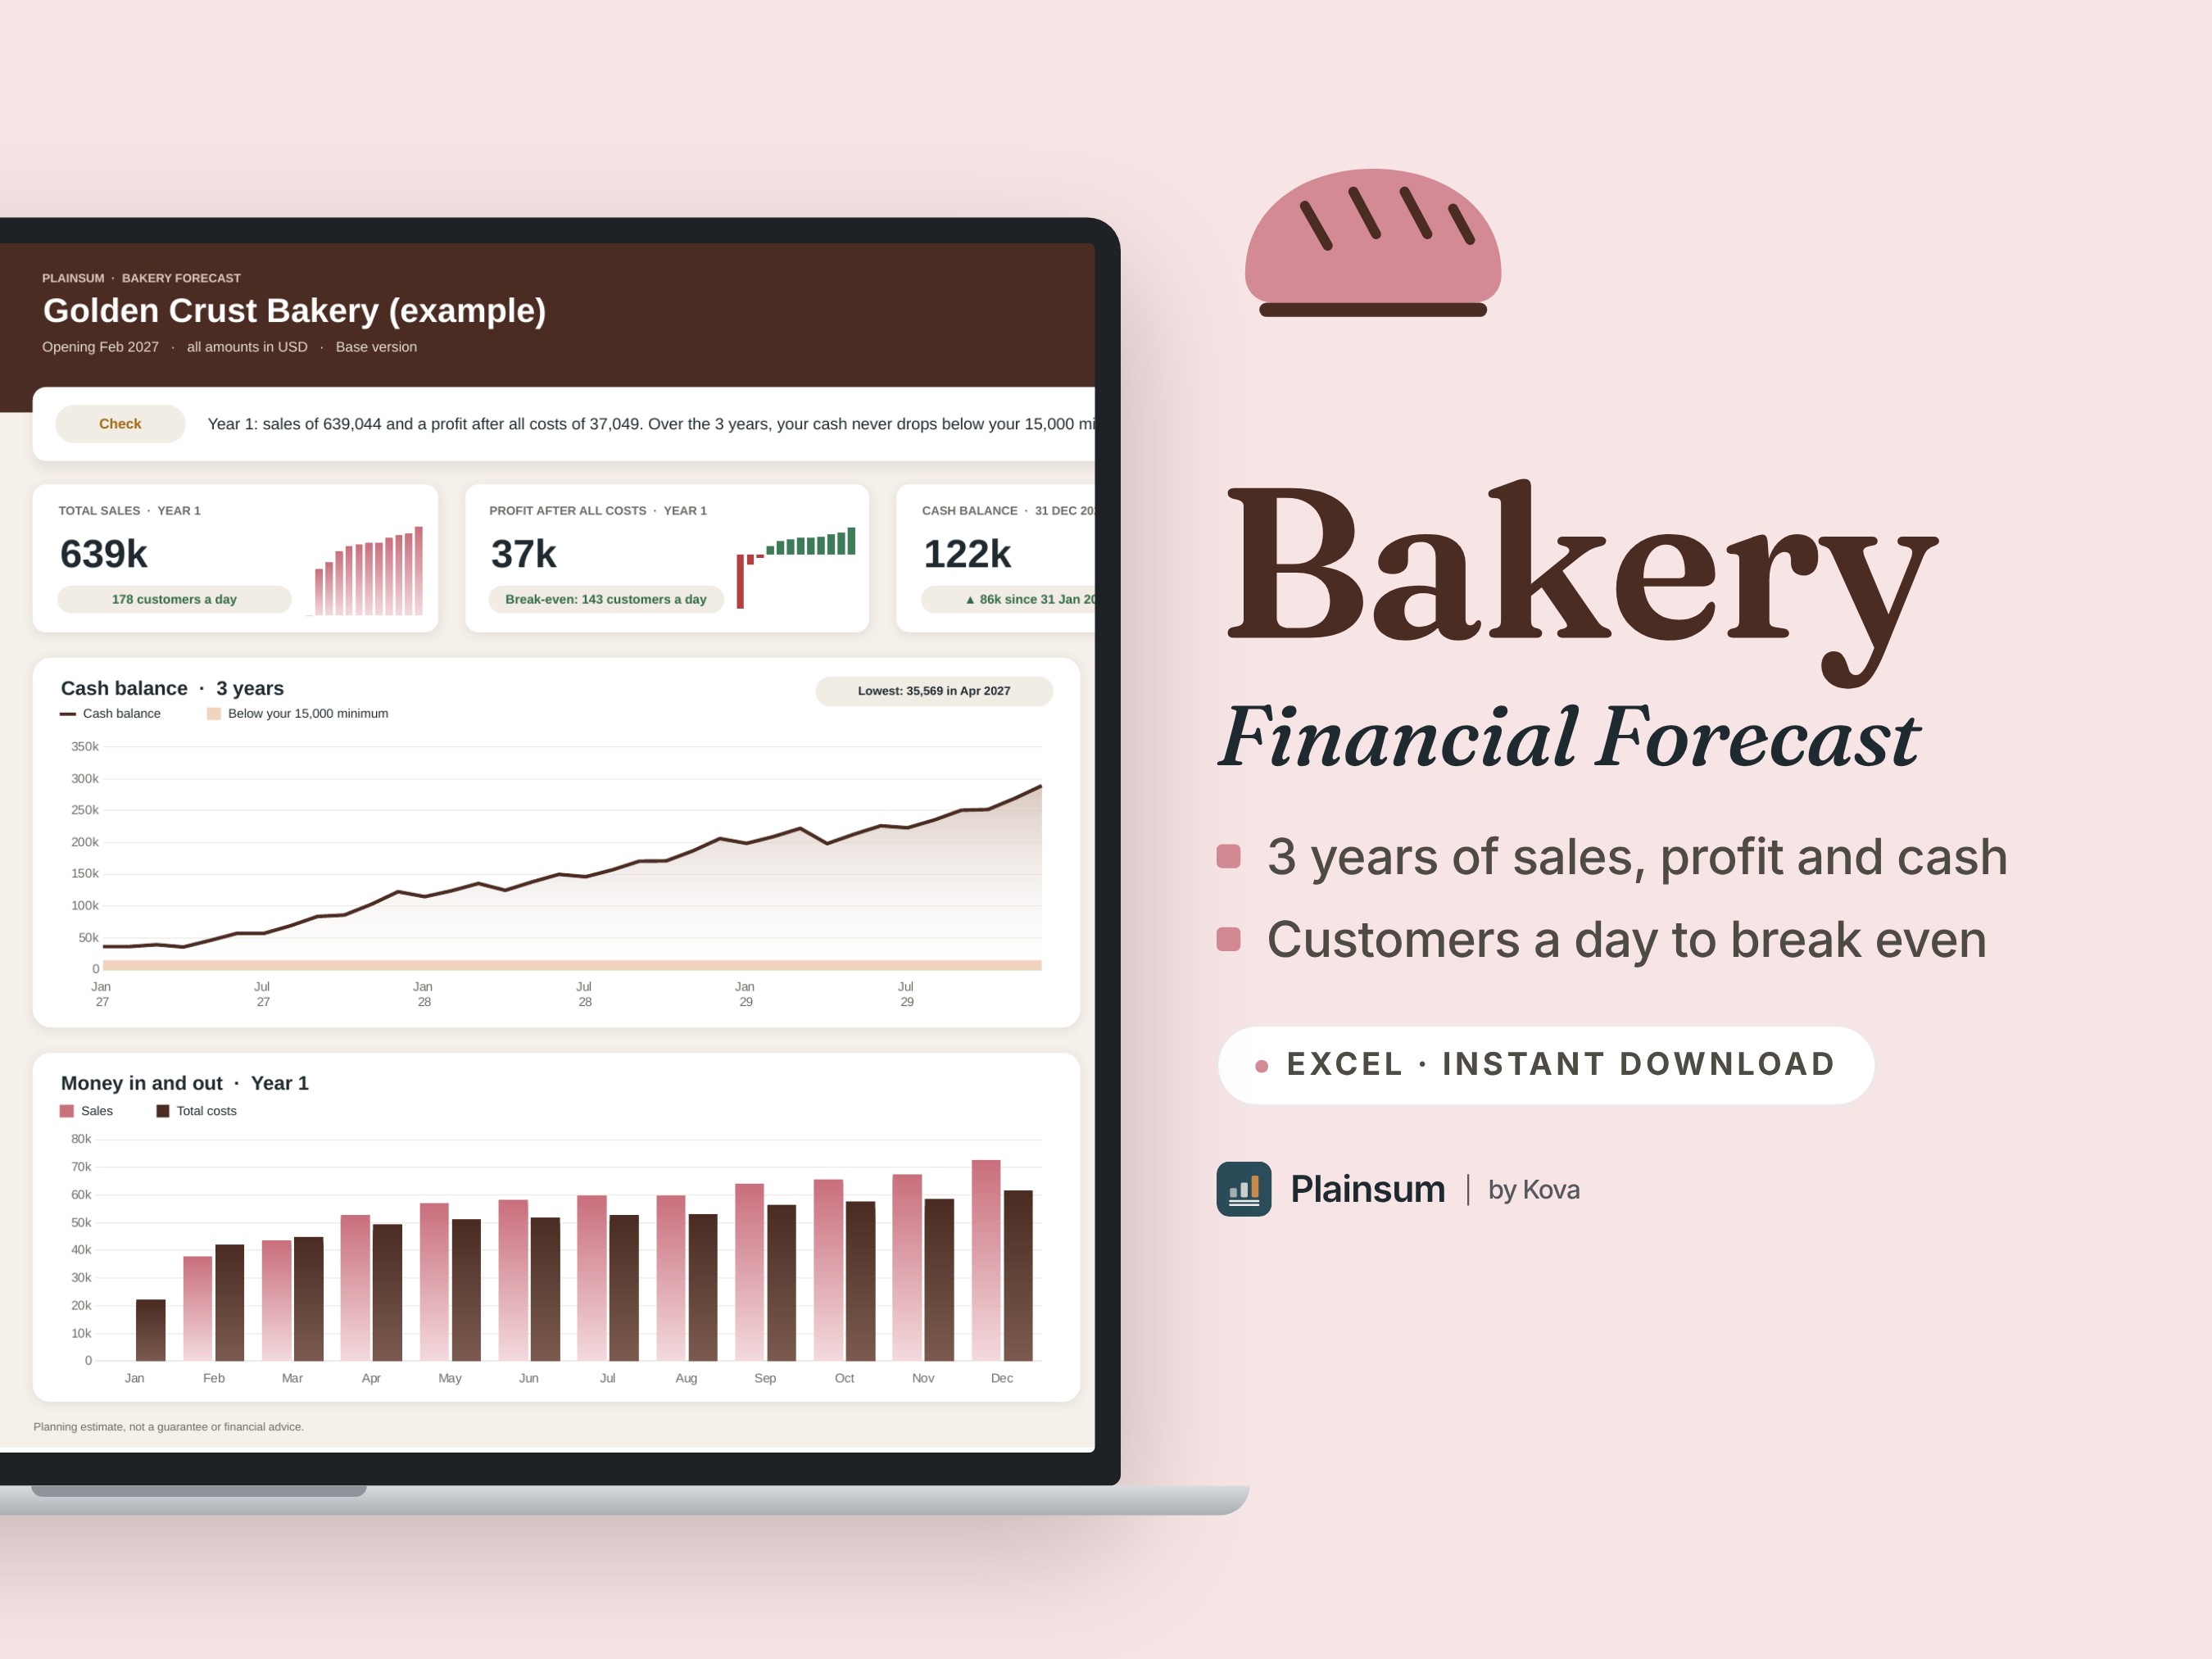 PLAINSUM · BAKERY FORECAST
Golden Crust Bakery (example)
Opening Feb 2027 · all amounts in USD · Base version
Check
Year 1: sales of 639,044 and a profit after all costs of 37,049. Over the 3 years, your cash never drops below your 15,000
TOTAL SALES · YEAR 1
639k
178 customers a day
PROFIT AFTER ALL COSTS · YEAR 1
37k
Break-even: 143 customers a day
CASH BALANCE · 31 DEC
122k
▲ 86k since 31 Jan
Cash balance · 3 years
Lowest: 35,569 in Apr 2027
Cash balance
Below your 15,000 minimum
350k
300k
250k
200k
150k
100k
50k
0
Jan Jul Jan Jul Jan Jul
27 27 28 28 29 29
Money in and out · Year 1
Sales
Total costs
80k
70k
60k
50k
40k
30k
20k
10k
0
Jan Feb Mar Apr May Jun Jul Aug Sep Oct Nov Dec
Planning estimate, not a guarantee or financial advice.
Bakery
Financial Forecast
3 years of sales, profit and cash
Customers a day to break even
EXCEL · INSTANT DOWNLOAD
Plainsum | by Kova